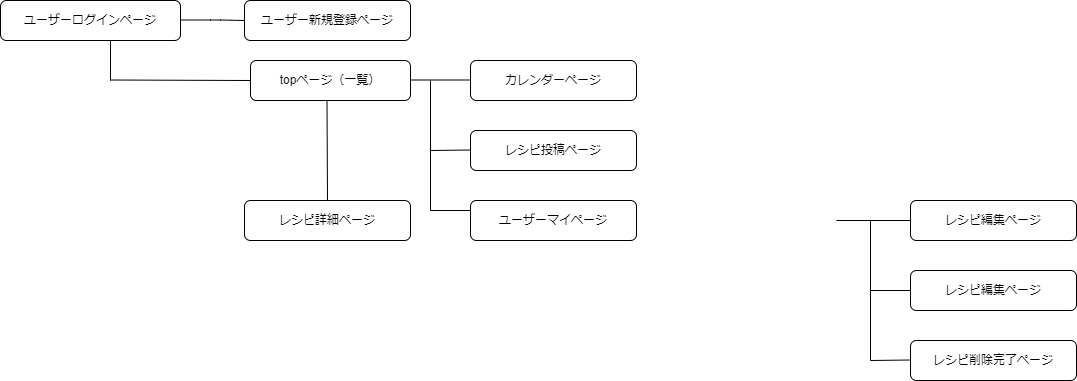 ユーザーログインページ
ユーザー新規登録ページ
topページ（一覧）
カレンダーページ
レシピ投稿ページ
レシピ詳細ページ
ユーザーマイページ
レシピ編集ページ
レシピ編集ページ
レシピ削除完了ページ